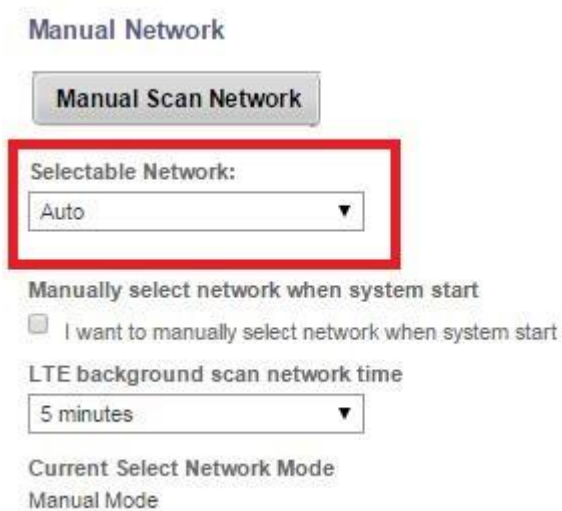 Manual Network
Manual Scan Network
Selectable Network:
Auto
Manually select network when system start
I want to manually select network when system start
LTE background scan network time
5 minutes
Current Select Network Mode
Manual Mode